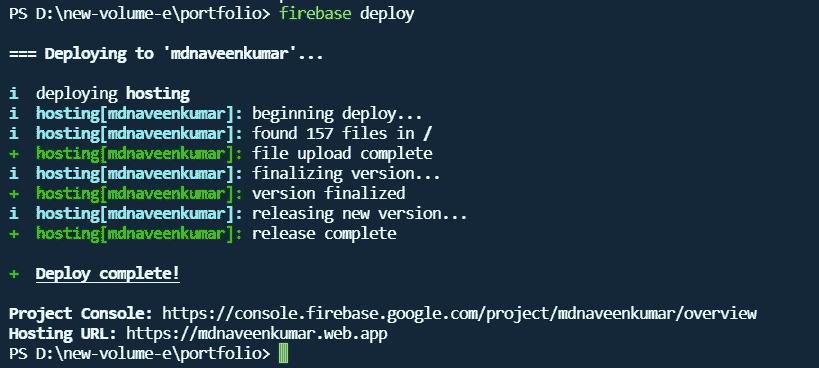 PS D:\new-volume-e\portfolio> firebase deploy
=== Deploying to 'mdnaveenkumar'...
i deploying hosting
i hosting[mdnaveenkumar]: beginning deploy...
i hosting[mdnaveenkumar]: found 157 files in /
+ hosting[mdnaveenkumar]: file upload complete
i hosting[mdnaveenkumar]: finalizing version...
+ hosting[mdnaveenkumar]: version finalized
i hosting[mdnaveenkumar]: releasing new version...
+ hosting[mdnaveenkumar]: release complete
+ Deploy complete!
Project Console: https://console.firebase.google.com/project/mdnaveenkumar/overview
Hosting URL: https://mdnaveenkumar.web.app
PS D:\new-volume-e\portfolio>